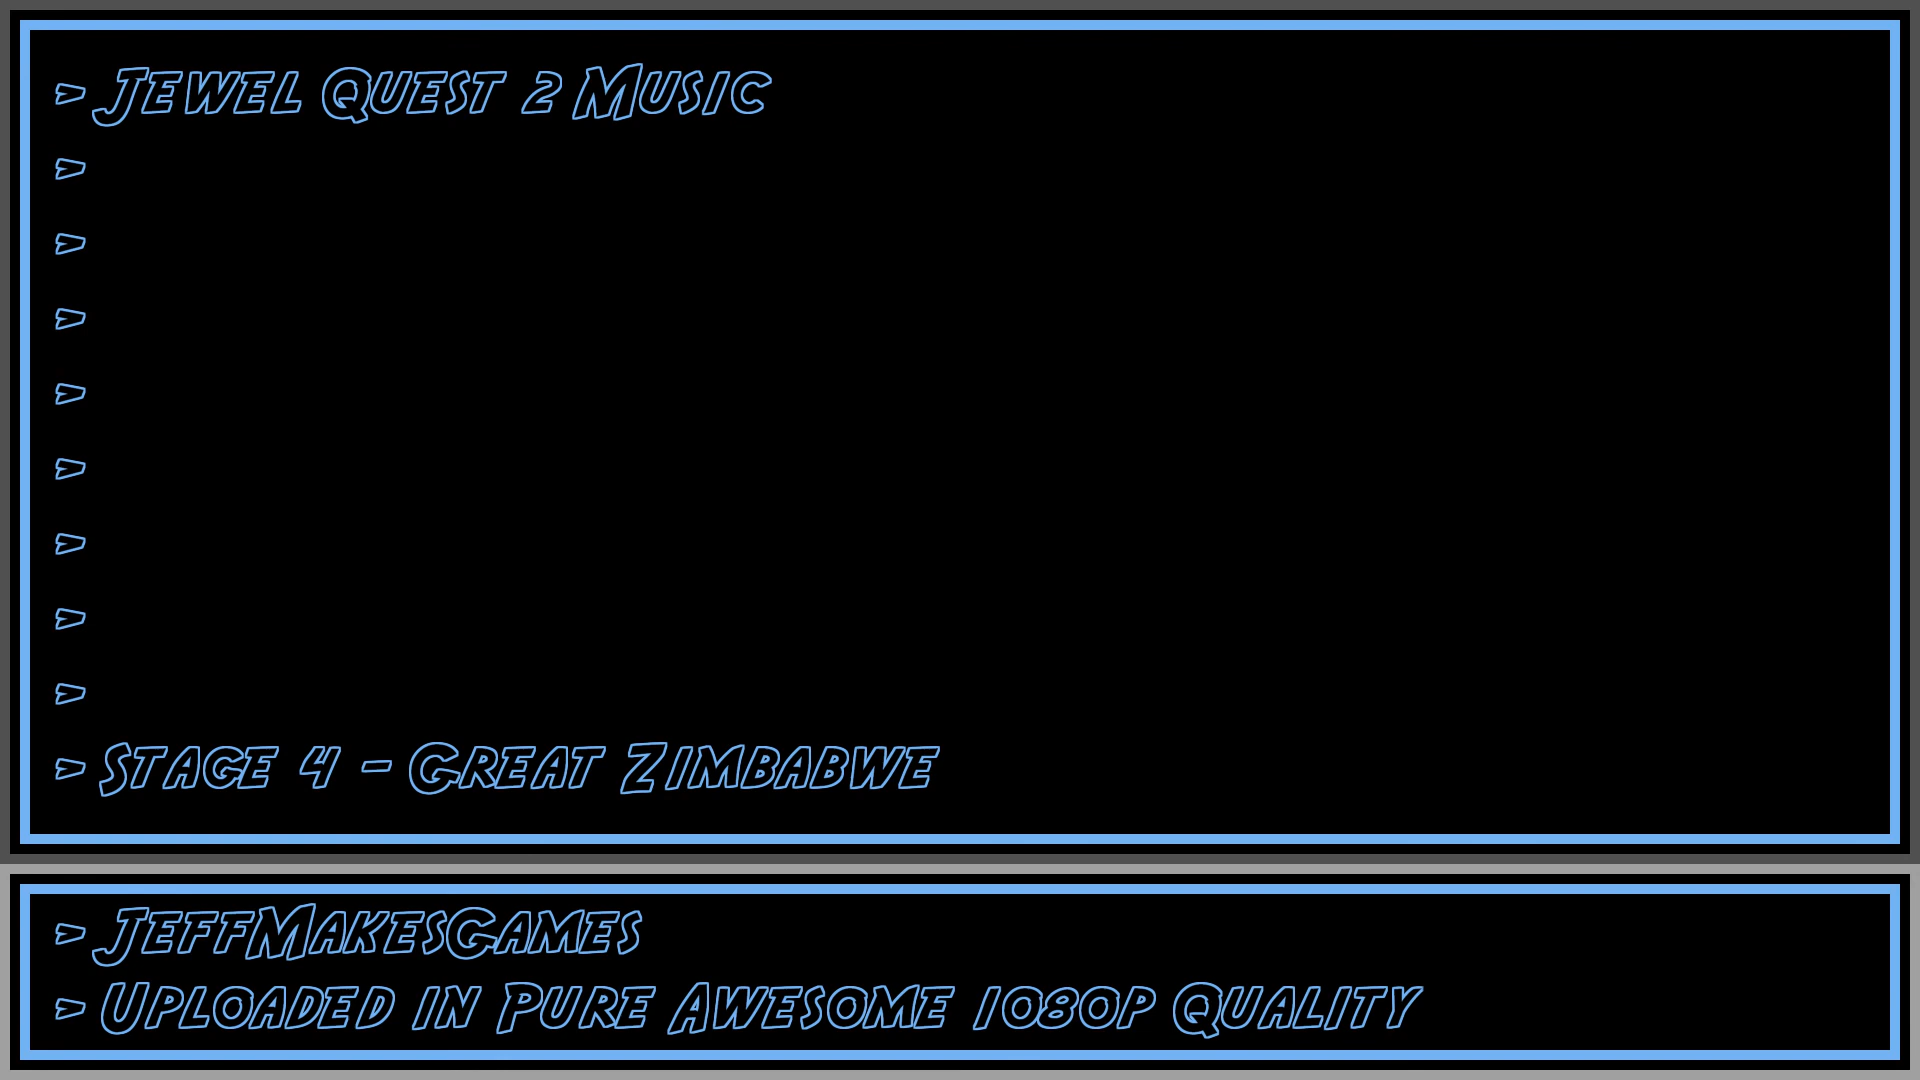 > Jewel Quest 2 Music
>
>
>
>
>
>
>
>
> Stage 4 - Great Zimbabwe
> JeffMakesGames
> Uploaded in Pure Awesome 1080p Quality